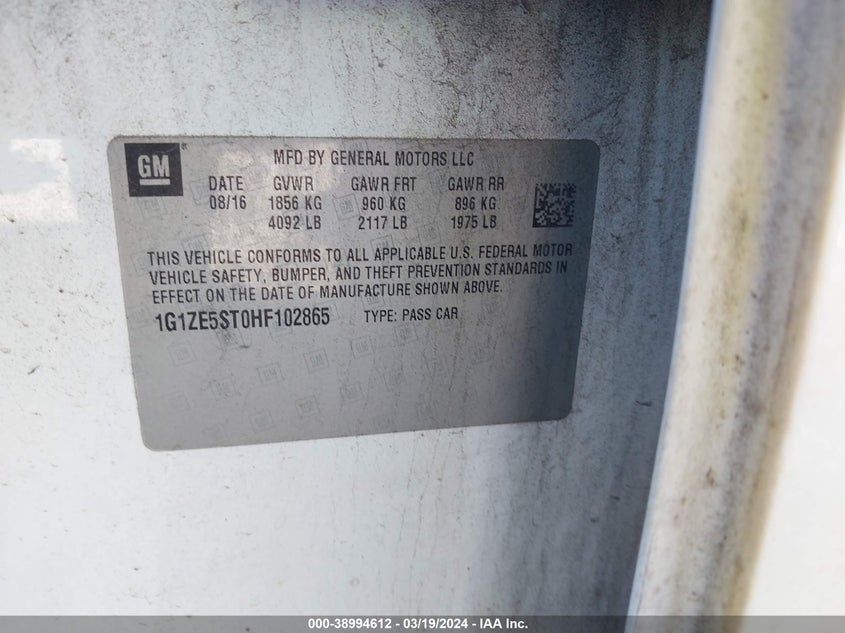 GM
MFD BY GENERAL MOTORS LLC
DATE GVWR GAWR FRT GAWR RR
08/16 1856 KG 960 KG 896 KG
4092 LB 2117 LB 1975 LB
THIS VEHICLE CONFORMS TO ALL APPLICABLE U.S. FEDERAL MOTOR
VEHICLE SAFETY, BUMPER, AND THEFT PREVENTION STANDARDS IN
EFFECT ON THE DATE OF MANUFACTURE SHOWN ABOVE.
1G1ZE5ST0HF102865 TYPE: PASS CAR
000-38994612 - 03/19/2024 - IAA Inc.